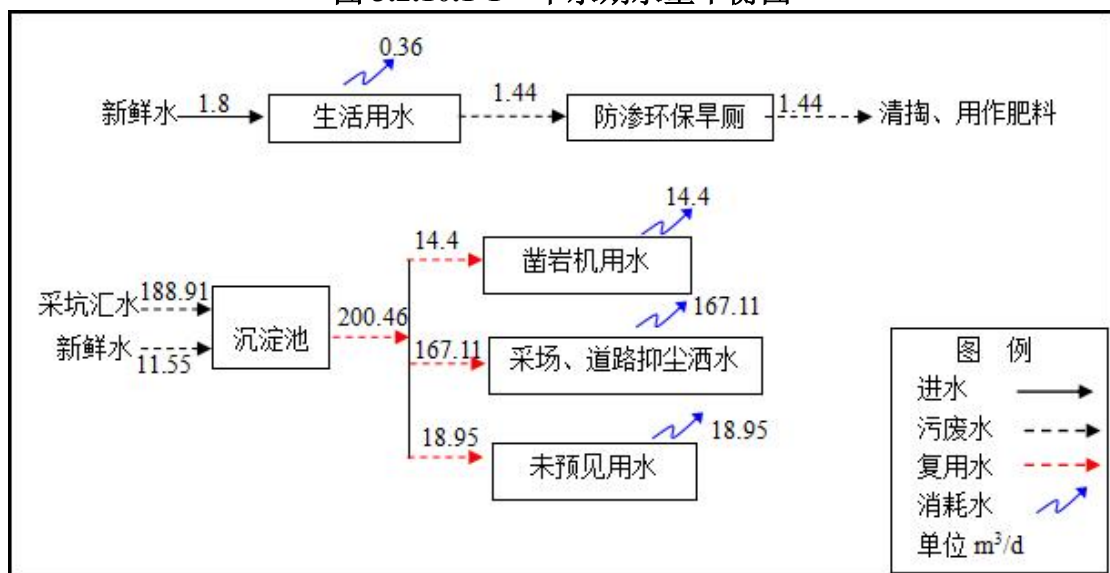 0.36
新鲜水 1.8 生活用水 1.44 防渗环保旱厕 1.44 清掏、用作肥料
14.4
14.4 凿岩机用水
采坑汇水 188.91
新鲜水 11.55
沉淀池
200.46
167.11
167.11 采场、道路抑尘洒水
18.95
18.95 未预见用水
图 例
进水
污废水
复用水
消耗水
单位 m³/d